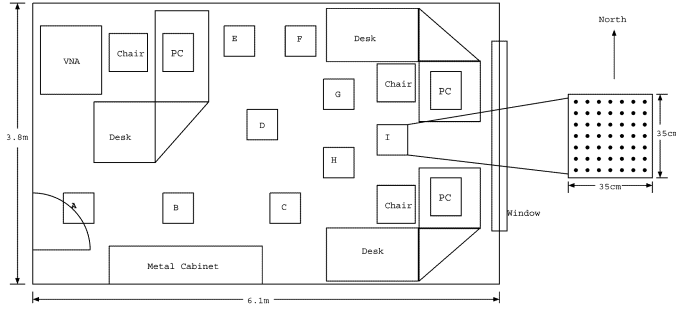 North
VNA
Chair
PC
E
F
Desk
Chair
PC
G
D
Desk
I
H
3.8m
35cm
35cm
A
B
C
Chair
PC
Window
Desk
Metal Cabinet
6.1m